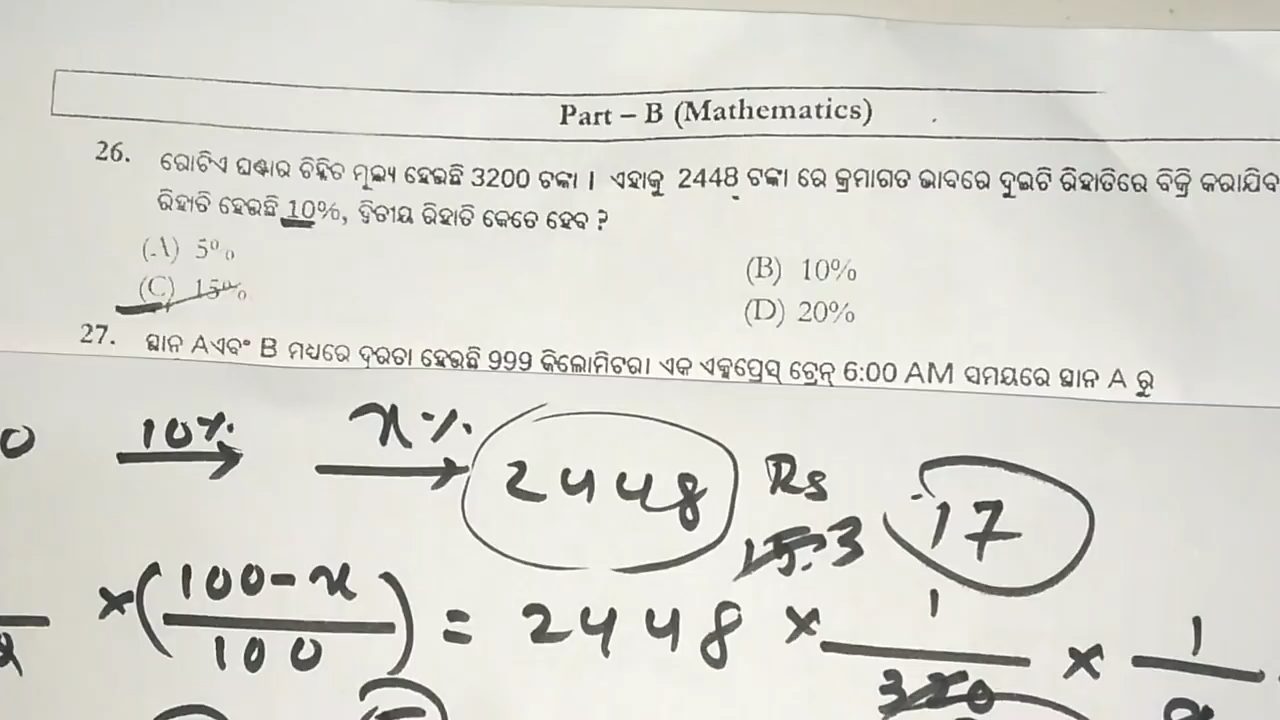 Part – B (Mathematics)
26. ଗୋଟିଏ ଘଣ୍ଟାର ଚିହ୍ନିତ ମୂଲ୍ୟ ହେଉଛି 3200 ଟଙ୍କା । ଏହାକୁ 2448 ଟଙ୍କା ରେ କ୍ରମାଗତ ଭାବରେ ଦୁଇଟି ରିହାତିରେ ବିକ୍ରି କରାଯିବ
ରିହାତି ହେଉଛି 10%, ଦ୍ୱିତୀୟ ରିହାତି କେତେ ହେବ ?
(A) 5%
(B) 10%
(C) 15%
(D) 20%
27. ସ୍ଥାନ A ଏବଂ B ମଧ୍ୟରେ ଦୂରତା ହେଉଛି 999 କିଲୋମିଟର। ଏକ ଏକ୍ସପ୍ରେସ୍ ଟ୍ରେନ୍ 6:00 AM ସମୟରେ ସ୍ଥାନ A ରୁ
0 10% x% 2448 Rs 17
153
× (100-x / 100) = 2448 × 1/320 × 1